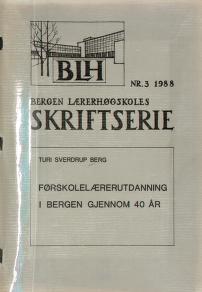 BLH
NR. 3 1988
BERGEN LÆRERHØGSKOLES
SKRIFTSERIE
TURI SVERDRUP BERG
FØRSKOLELÆRERUTDANNING
I BERGEN GJENNOM 40 ÅR